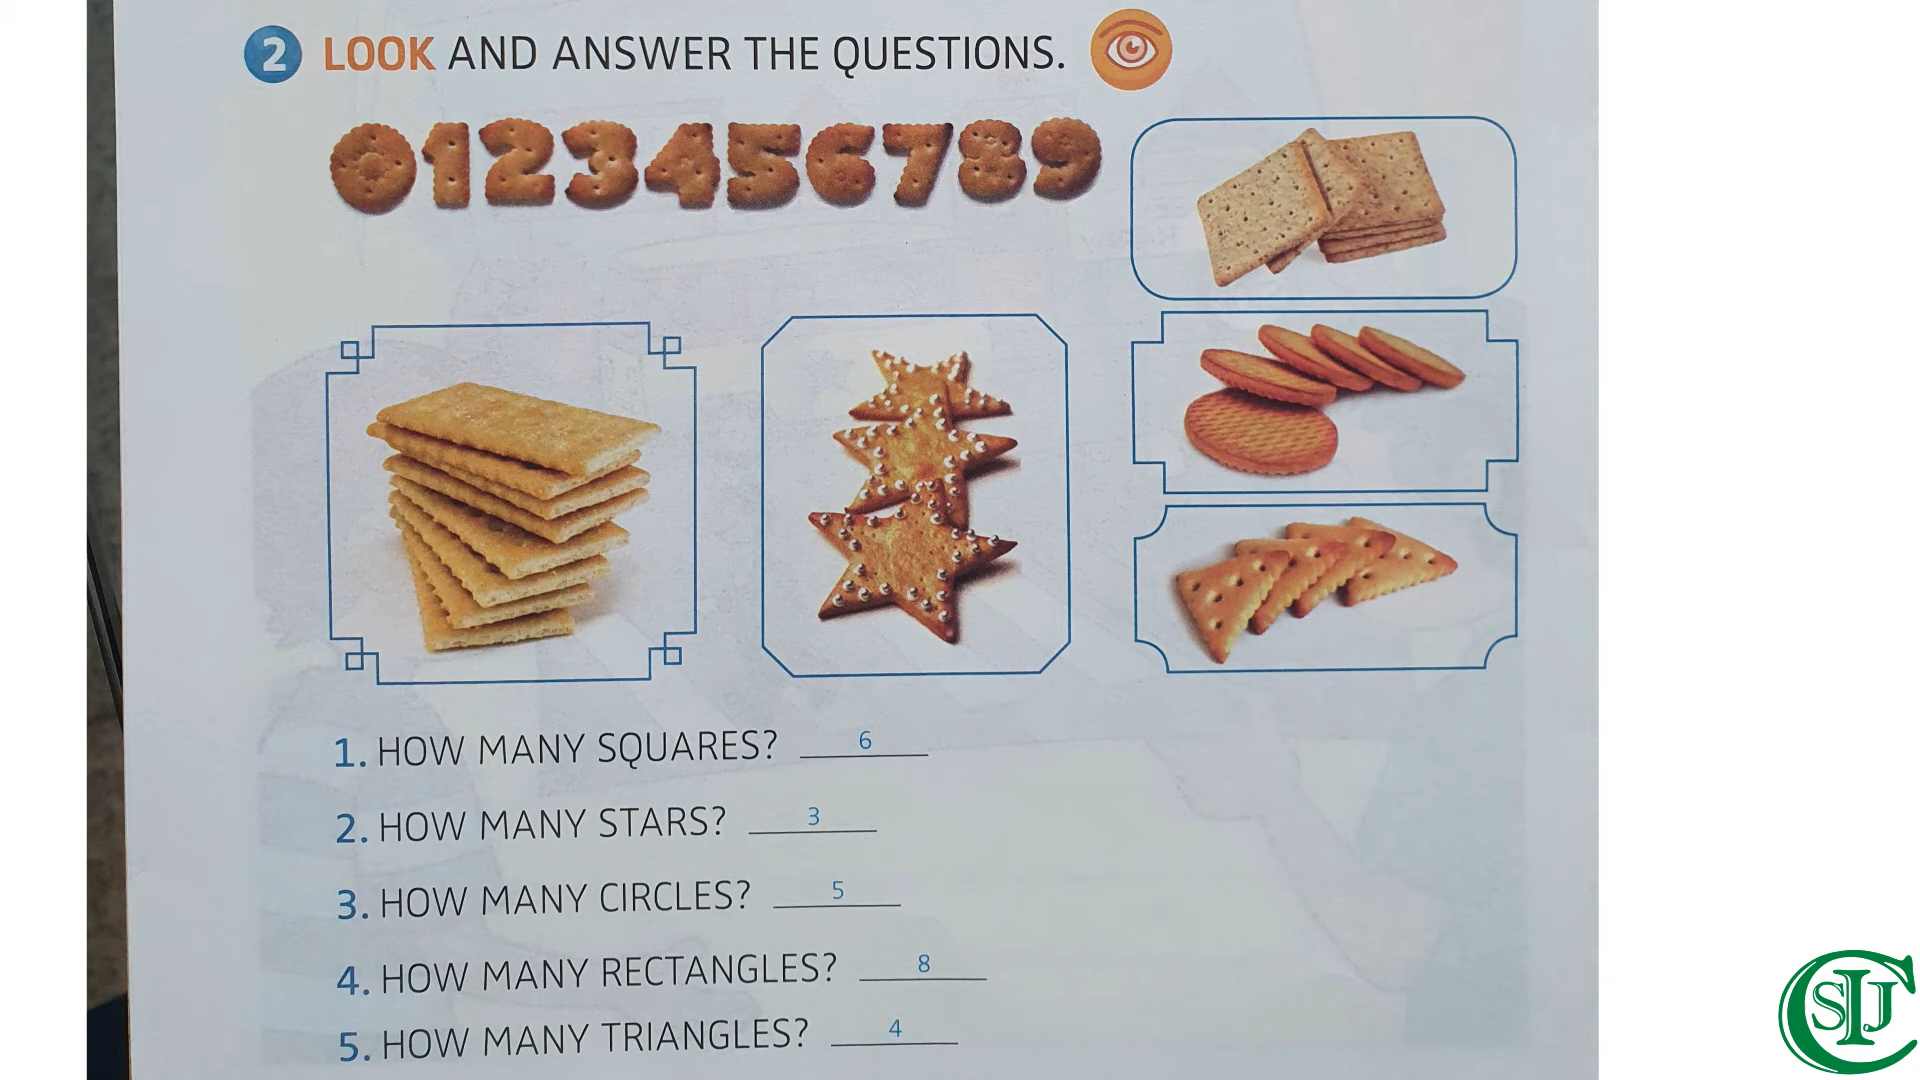 2 LOOK AND ANSWER THE QUESTIONS.
0123456789
1. HOW MANY SQUARES? 6
2. HOW MANY STARS? 3
3. HOW MANY CIRCLES? 5
4. HOW MANY RECTANGLES? 8
5. HOW MANY TRIANGLES? 4
CSIJ